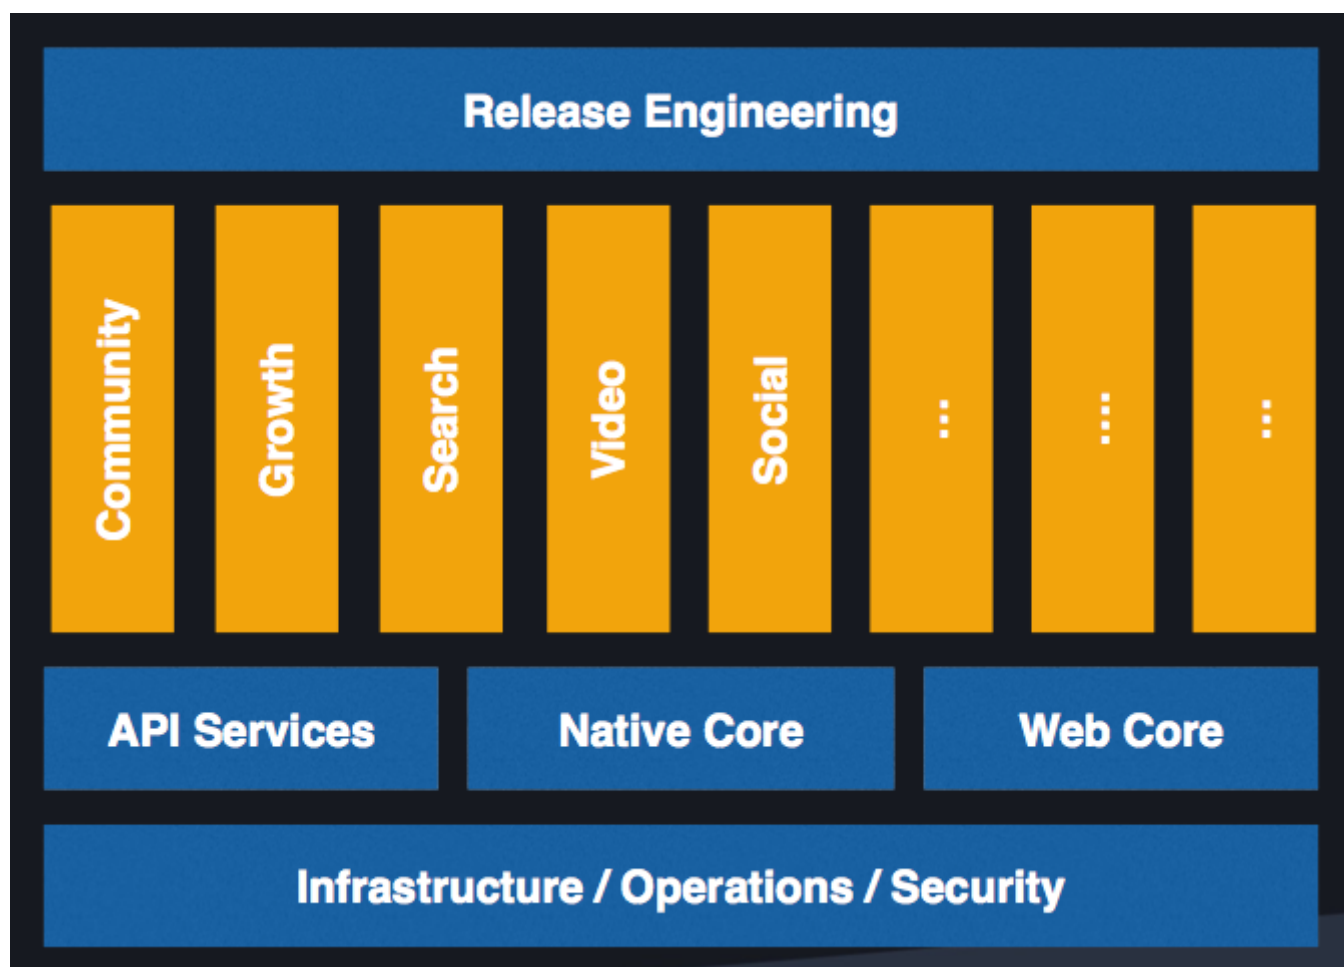 Release Engineering
Community
Growth
Search
Video
Social
...
....
...
API Services
Native Core
Web Core
Infrastructure / Operations / Security